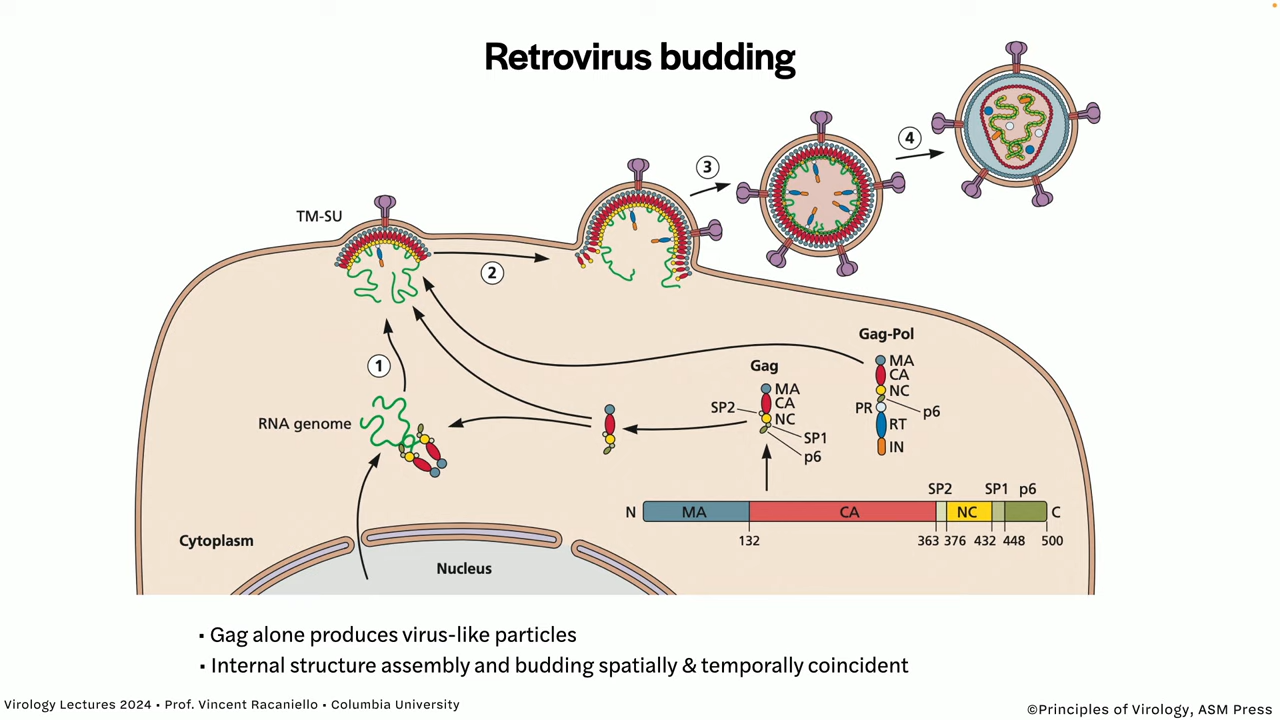 Retrovirus budding
4
3
TM-SU
2
Gag-Pol
MA
CA
NC
p6
PR
RT
IN
Gag
MA
CA
SP2
NC
SP1
p6
1
RNA genome
SP2 SP1 p6
N MA CA NC C
132 363 376 432 448 500
Cytoplasm
Nucleus
▪ Gag alone produces virus-like particles
▪ Internal structure assembly and budding spatially & temporally coincident
Virology Lectures 2024 • Prof. Vincent Racaniello • Columbia University
©Principles of Virology, ASM Press